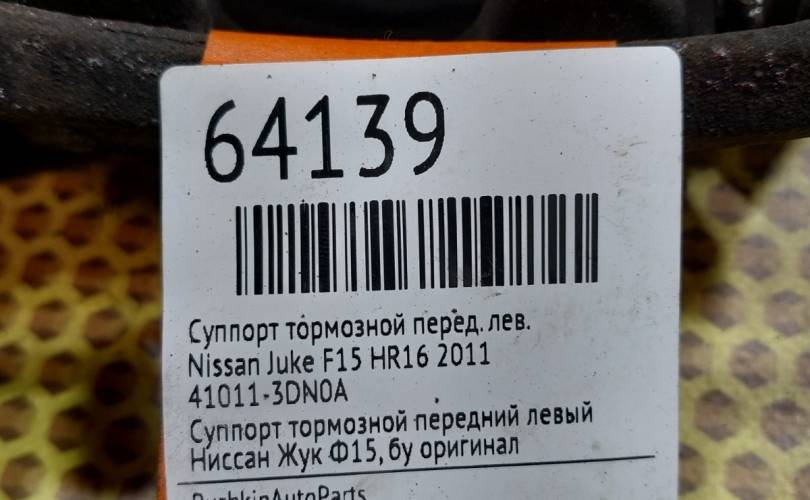 64139
Суппорт тормозной перед. лев.
Nissan Juke F15 HR16 2011
41011-3DN0A
Суппорт тормозной передний левый
Ниссан Жук Ф15, бу оригинал
PushkinAutoParts